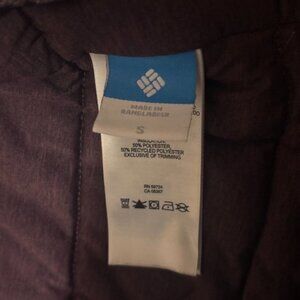 MADE IN
BANGLADESH
S
50% POLYESTER,
50% RECYCLED POLYESTER
EXCLUSIVE OF TRIMMING
RN 69724
CA 05367